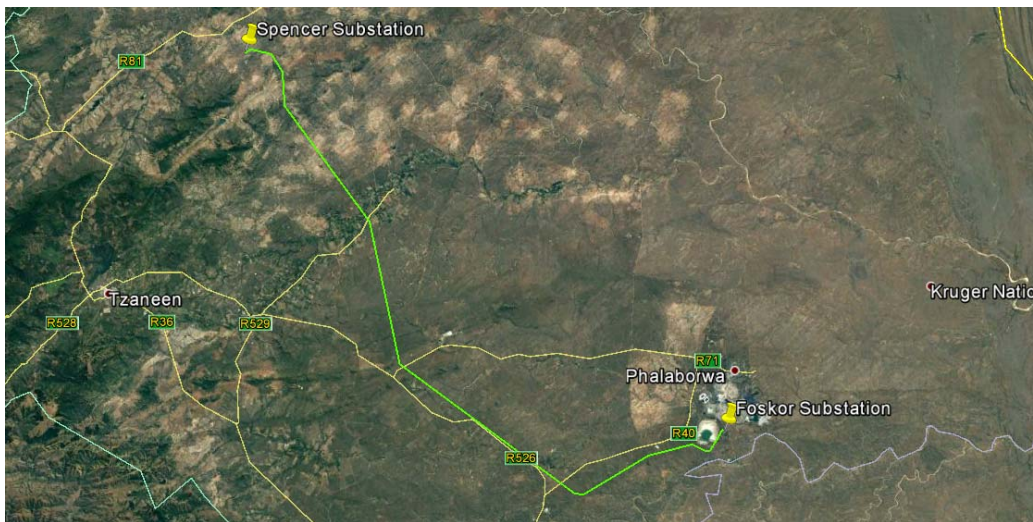 Spencer Substation
R81
Tzaneen
Kruger Natio
R528
R36
R529
R71
Phalaborwa
Foskor Substation
R40
R526